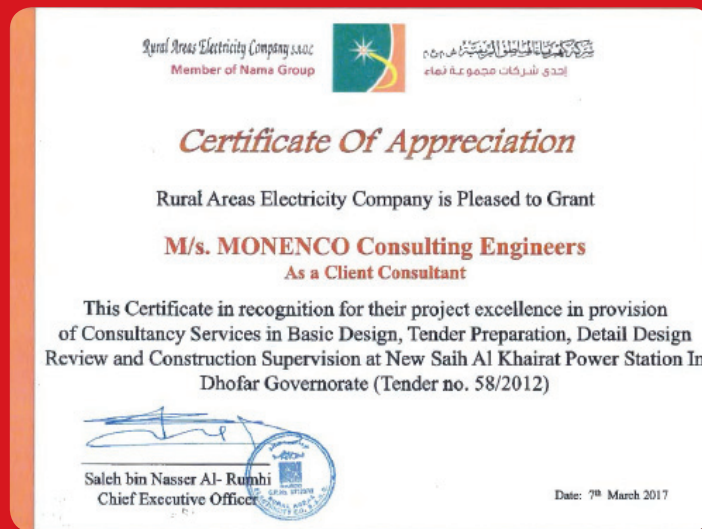 Rural Areas Electricity Company S.A.O.C
Member of Nama Group
شركة كهرباء المناطق الريفية ش.م.ع.م
إحدى شركات مجموعة نماء
Certificate Of Appreciation
Rural Areas Electricity Company is Pleased to Grant
M/s. MONENCO Consulting Engineers
As a Client Consultant
This Certificate in recognition for their project excellence in provision
of Consultancy Services in Basic Design, Tender Preparation, Detail Design
Review and Construction Supervision at New Saih Al Khairat Power Station In
Dhofar Governorate (Tender no. 58/2012)
Saleh bin Nasser Al- Rumhi
Chief Executive Officer
RURAL AREAS
ELECTRICITY CO. S.A.O.C
Date: 7th March 2017